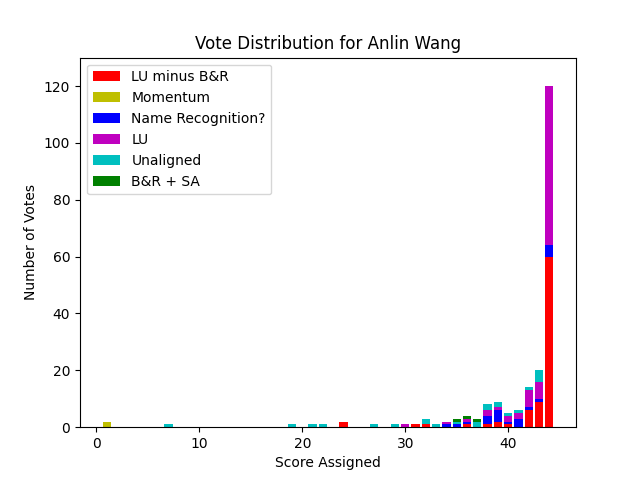 Vote Distribution for Anlin Wang
LU minus B&R
Momentum
Name Recognition?
LU
Unaligned
B&R + SA
Number of Votes
120
100
80
60
40
20
0
0 10 20 30 40
Score Assigned